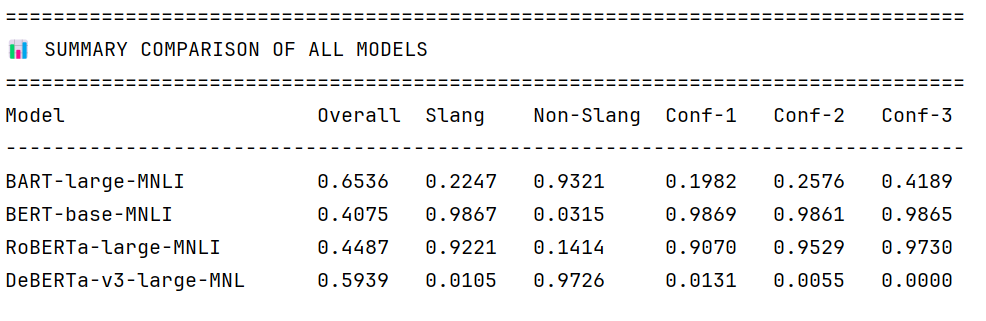 ================================================================================
📊 SUMMARY COMPARISON OF ALL MODELS
================================================================================
Model                     Overall  Slang    Non-Slang  Conf-1   Conf-2   Conf-3
--------------------------------------------------------------------------------
BART-large-MNLI           0.6536   0.2247   0.9321     0.1982   0.2576   0.4189
BERT-base-MNLI            0.4075   0.9867   0.0315     0.9869   0.9861   0.9865
RoBERTa-large-MNLI        0.4487   0.9221   0.1414     0.9070   0.9529   0.9730
DeBERTa-v3-large-MNL      0.5939   0.0105   0.9726     0.0131   0.0055   0.0000